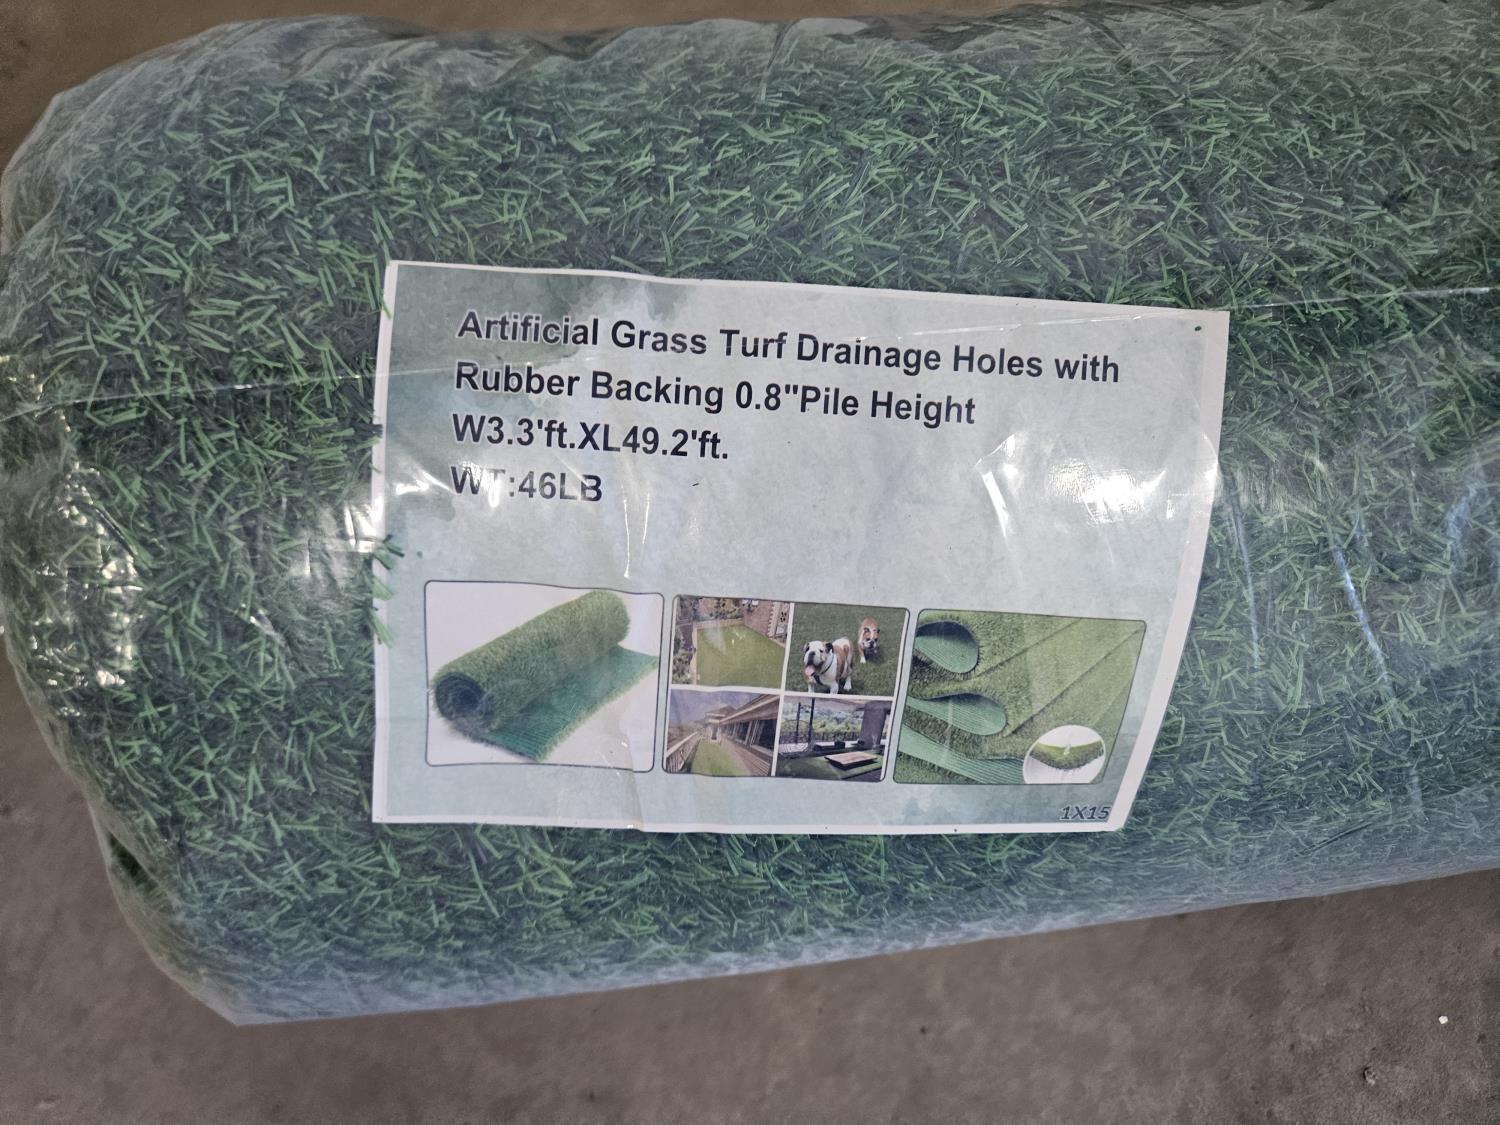 Artificial Grass Turf Drainage Holes with
Rubber Backing 0.8"Pile Height
W3.3'ft.XL49.2'ft.
WT:46LB
1X15